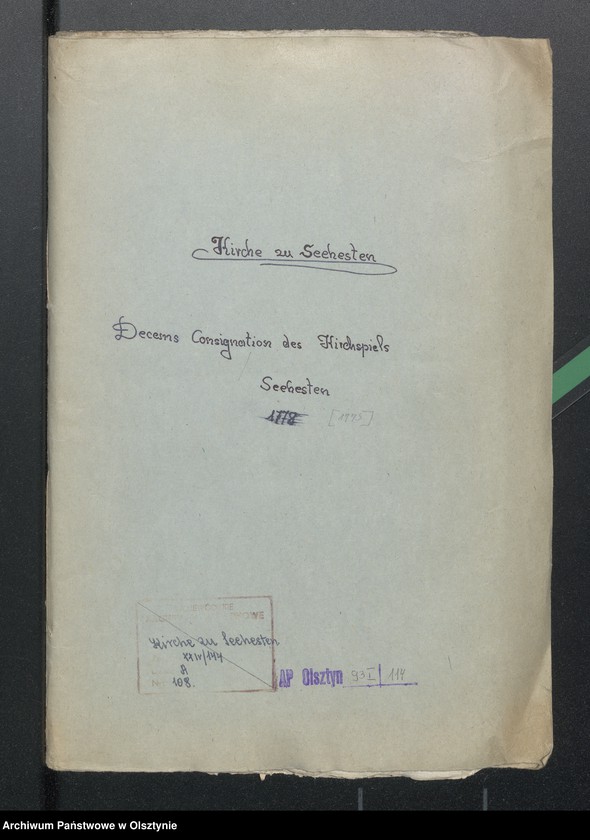 Kirche zu Seehesten
Decems Consignation des Kirchspiels
Seehesten
1778 [1775]
Kirche zu Seehesten
XXIV/144
A
108.
AP Olsztyn 93 I 114
Archiwum Państwowe w Olsztynie